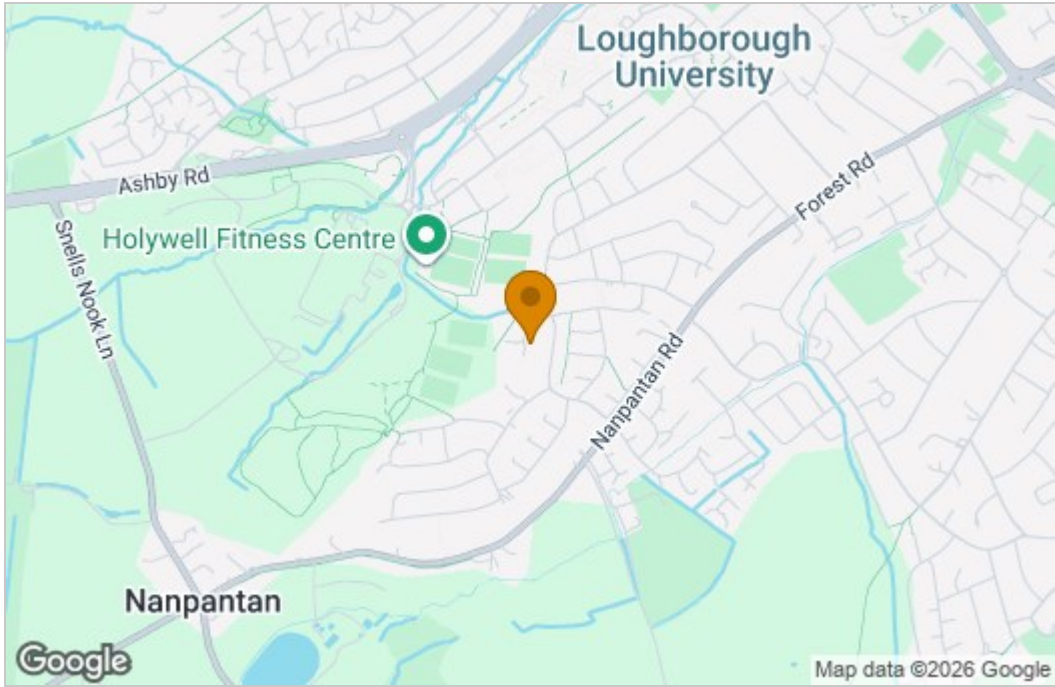 Loughborough
University
Ashby Rd
Forest Rd
Snells Nook Ln
Holywell Fitness Centre
Nanpantan Rd
Nanpantan
Google
Map data ©2026 Google